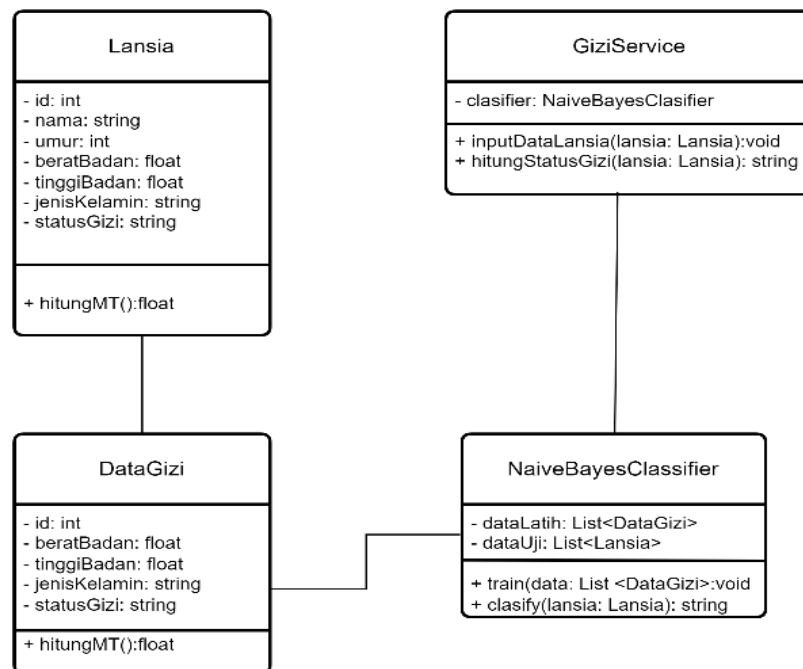 Lansia
- id: int
- nama: string
- umur: int
- beratBadan: float
- tinggiBadan: float
- jenisKelamin: string
- statusGizi: string
+ hitungMT():float
GiziService
- clasifier: NaiveBayesClasifier
+ inputDataLansia(lansia: Lansia):void
+ hitungStatusGizi(lansia: Lansia): string
DataGizi
- id: int
- beratBadan: float
- tinggiBadan: float
- jenisKelamin: string
- statusGizi: string
+ hitungMT():float
NaiveBayesClassifier
- dataLatih: List<DataGizi>
- dataUji: List<Lansia>
+ train(data: List <DataGizi>:void
+ clasify(lansia: Lansia): string